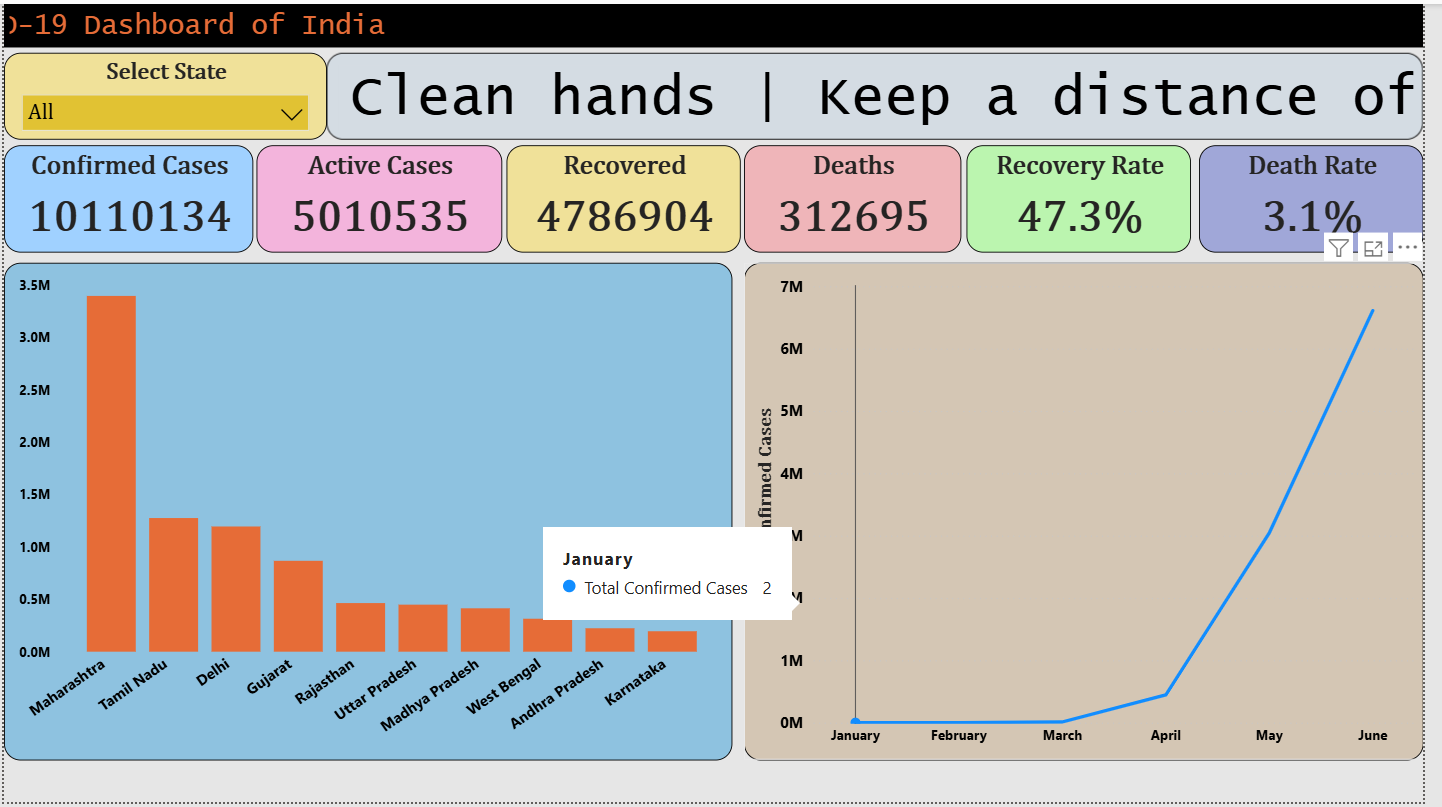 -19 Dashboard of India
Select State
All
Clean hands | Keep a distance of
Confirmed Cases
10110134
Active Cases
5010535
Recovered
4786904
Deaths
312695
Recovery Rate
47.3%
Death Rate
3.1%
3.5M
3.0M
2.5M
2.0M
1.5M
1.0M
0.5M
0.0M
Maharashtra
Tamil Nadu
Delhi
Gujarat
Rajasthan
Uttar Pradesh
Madhya Pradesh
West Bengal
Andhra Pradesh
Karnataka
January
Total Confirmed Cases 2
nfirmed Cases
7M
6M
5M
4M
M
M
1M
0M
January
February
March
April
May
June